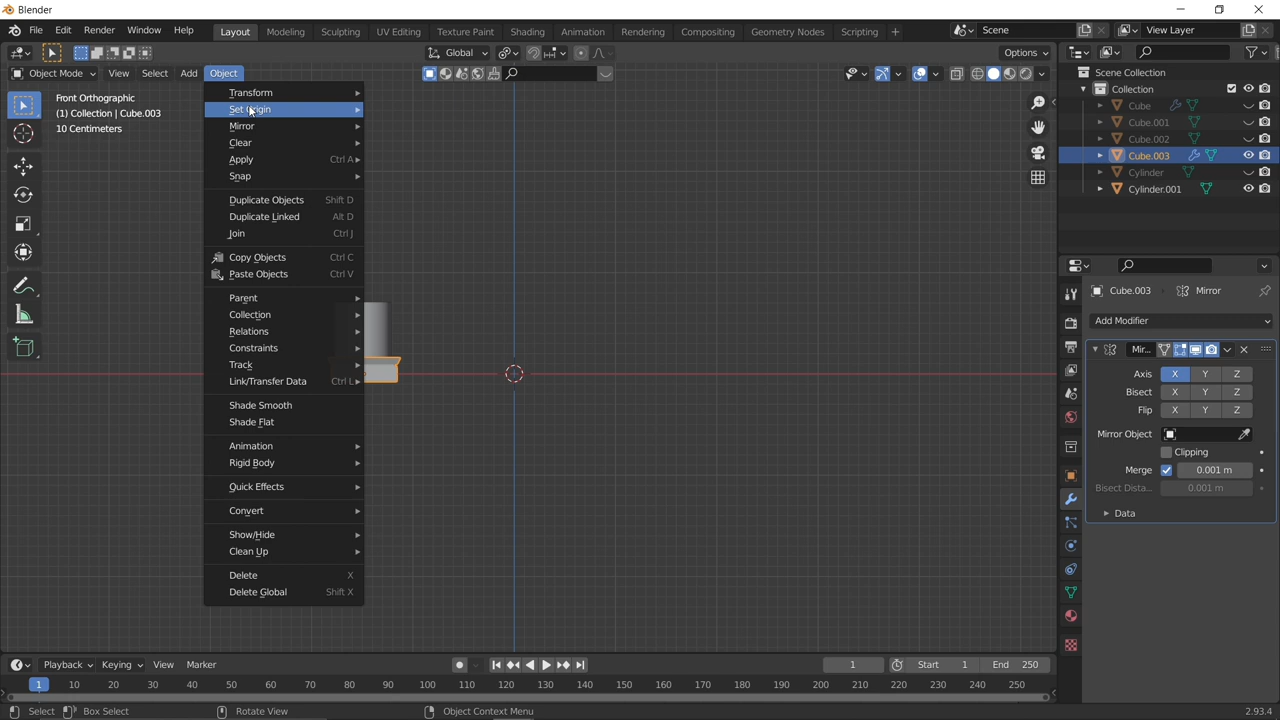 Blender
File Edit Render Window Help Layout Modeling Sculpting UV Editing Texture Paint Shading Animation Rendering Compositing Geometry Nodes Scripting + Scene View Layer
Global Options
Object Mode View Select Add Object
Front Orthographic
(1) Collection | Cube.003
10 Centimeters
Transform
Set Origin
Mirror
Clear
Apply Ctrl A
Snap
Duplicate Objects Shift D
Duplicate Linked Alt D
Join Ctrl J
Copy Objects Ctrl C
Paste Objects Ctrl V
Parent
Collection
Relations
Constraints
Track
Link/Transfer Data Ctrl L
Shade Smooth
Shade Flat
Animation
Rigid Body
Quick Effects
Convert
Show/Hide
Clean Up
Delete X
Delete Global Shift X
Scene Collection
Collection
Cube
Cube.001
Cube.002
Cube.003
Cylinder
Cylinder.001
Cube.003 Mirror
Add Modifier
Mir...
Axis X Y Z
Bisect X Y Z
Flip X Y Z
Mirror Object
Clipping
Merge 0.001 m
Bisect Dista... 0.001 m
Data
Playback Keying View Marker 1 Start 1 End 250
1 10 20 30 40 50 60 70 80 90 100 110 120 130 140 150 160 170 180 190 200 210 220 230 240 250
Select Box Select Rotate View Object Context Menu 2.93.4